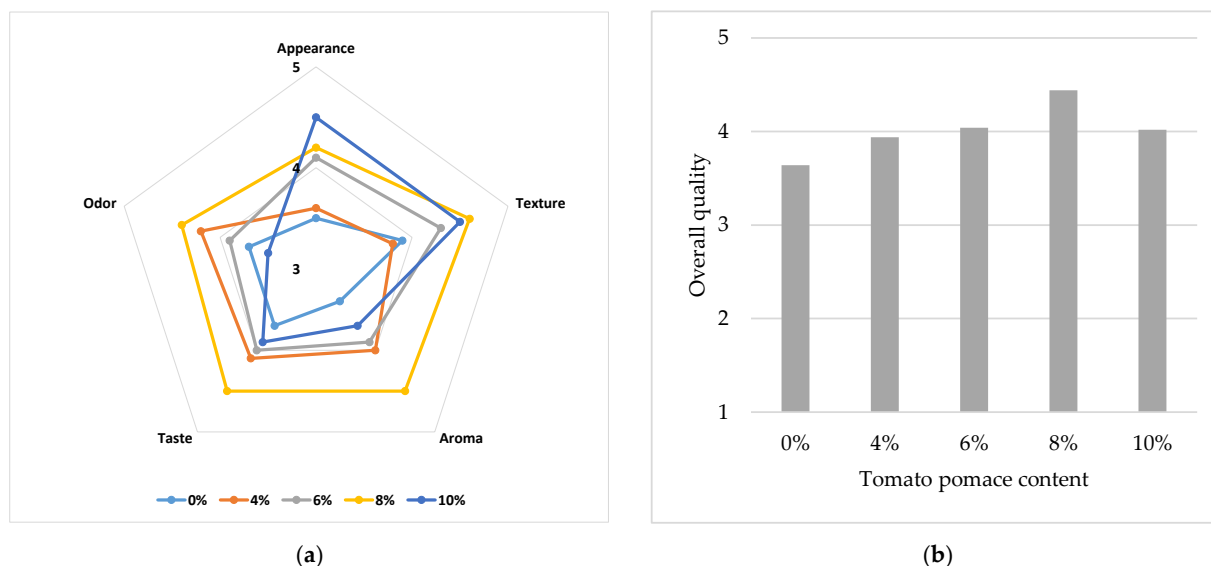 Appearance
5
4
3
Odor
Texture
Taste
Aroma
0% 4% 6% 8% 10%
(a)
5
4
3
2
1
Overall quality
0% 4% 6% 8% 10%
Tomato pomace content
(b)